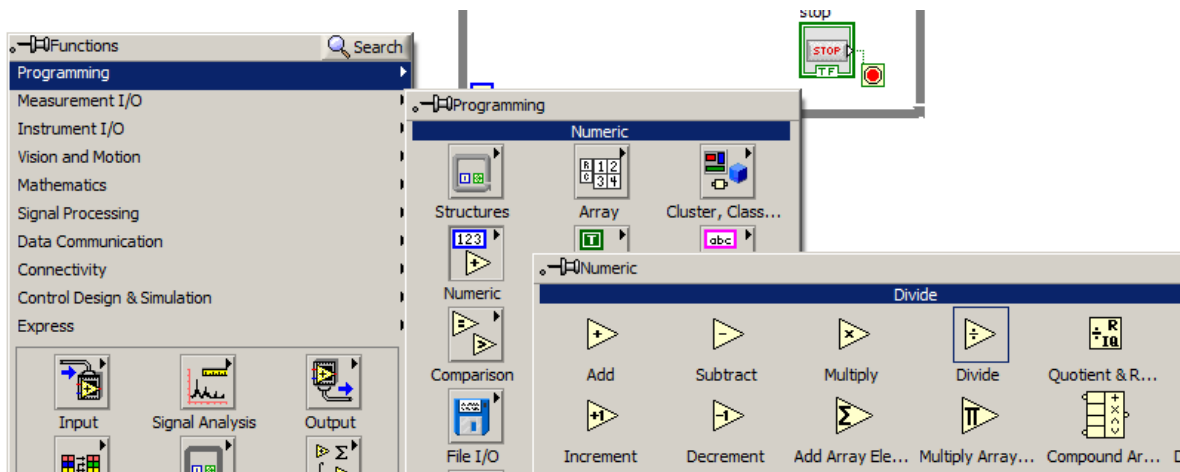 stop
STOP
TF
Functions
Search
Programming
Measurement I/O
Instrument I/O
Vision and Motion
Mathematics
Signal Processing
Data Communication
Connectivity
Control Design & Simulation
Express
Input
Signal Analysis
Output
Programming
Numeric
Structures
Array
Cluster, Class...
123
abc
Numeric
Comparison
File I/O
Numeric
Divide
Add
Subtract
Multiply
Divide
Quotient & R...
Increment
Decrement
Add Array Ele...
Multiply Array...
Compound Ar...